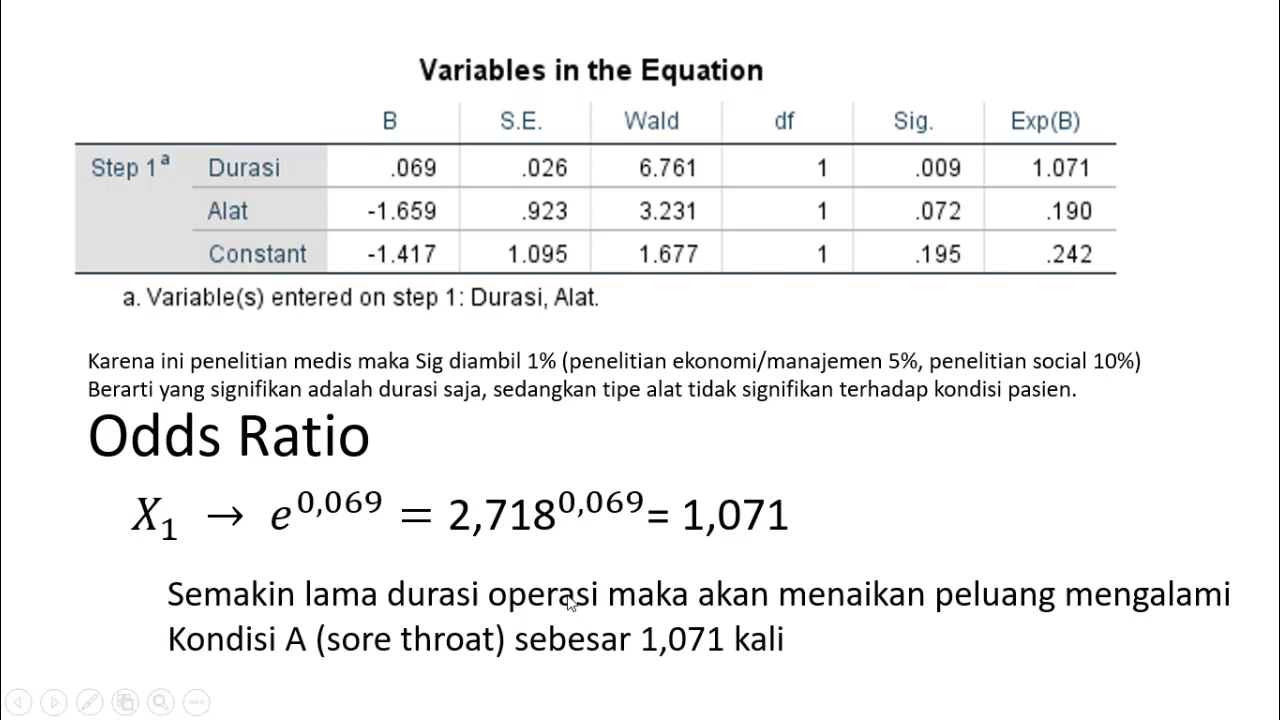 Variables in the Equation
B S.E. Wald df Sig. Exp(B)
Step 1ᵃ Durasi .069 .026 6.761 1 .009 1.071
Alat -1.659 .923 3.231 1 .072 .190
Constant -1.417 1.095 1.677 1 .195 .242
a. Variable(s) entered on step 1: Durasi, Alat.
Karena ini penelitian medis maka Sig diambil 1% (penelitian ekonomi/manajemen 5%, penelitian social 10%)
Berarti yang signifikan adalah durasi saja, sedangkan tipe alat tidak signifikan terhadap kondisi pasien.
Odds Ratio
X₁ → e^0,069 = 2,718^0,069 = 1,071
Semakin lama durasi operasi maka akan menaikan peluang mengalami
Kondisi A (sore throat) sebesar 1,071 kali